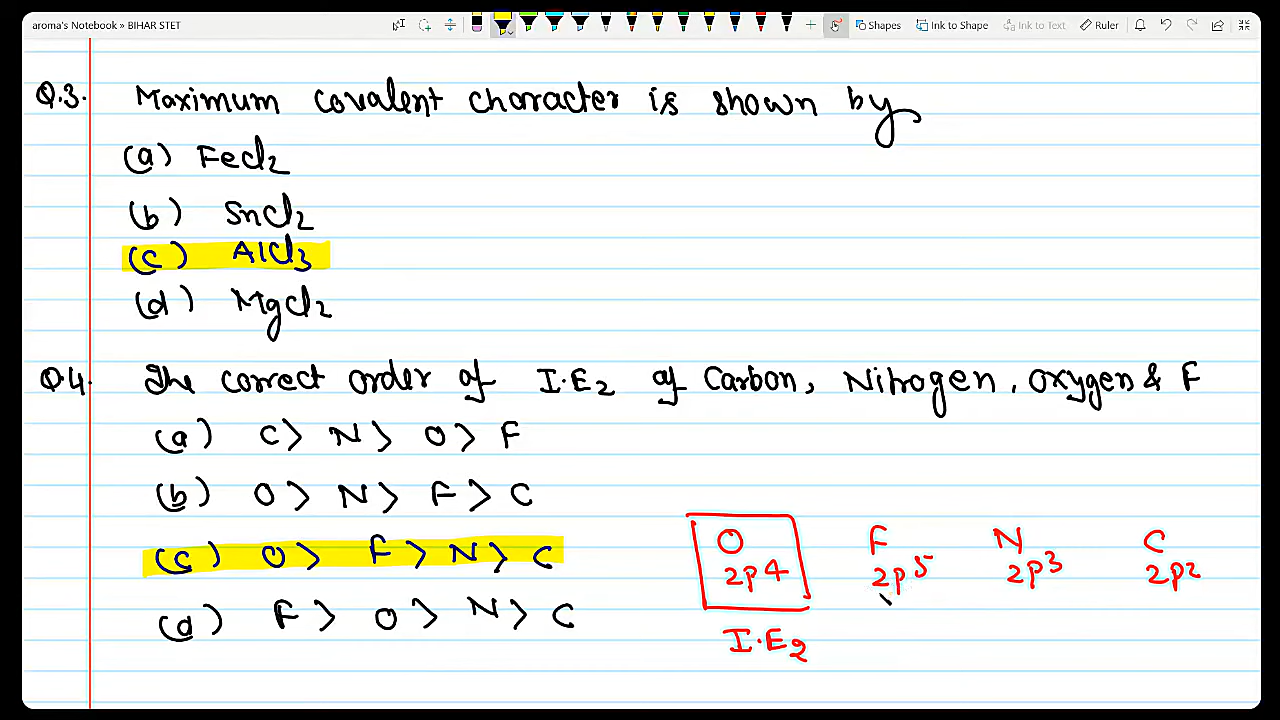 aroma's Notebook » BIHAR STET
Shapes Ink to Shape Ink to Text Ruler
Q.3. Maximum covalent character is shown by
(a) FeCl2
(b) SnCl2
(c) AlCl3
(d) MgCl2
Q.4. The correct order of I.E2 of Carbon, Nitrogen, Oxygen & F
(a) C> N> O> F
(b) O> N> F> C
(c) O> F> N> C
(d) F> O> N> C
O F N C
2p4 2p5 2p3 2p2
I.E2